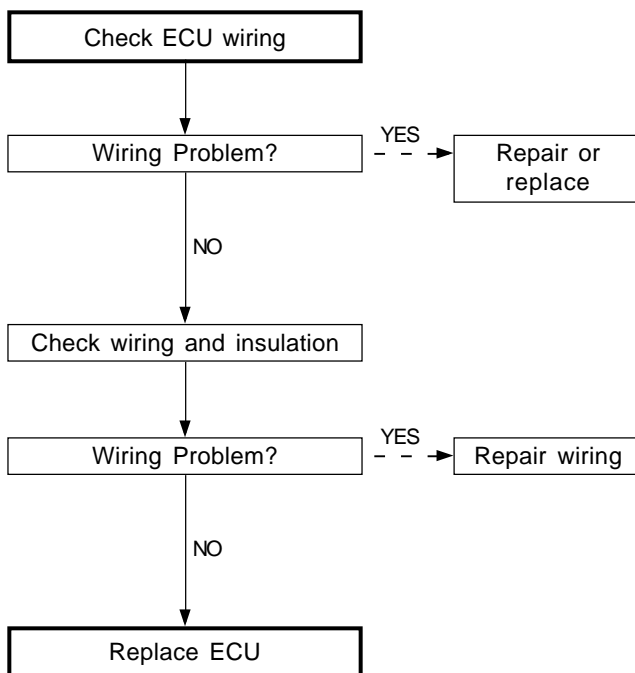 Check ECU wiring
Wiring Problem?
YES
Repair or
replace
NO
Check wiring and insulation
Wiring Problem?
YES
Repair wiring
NO
Replace ECU